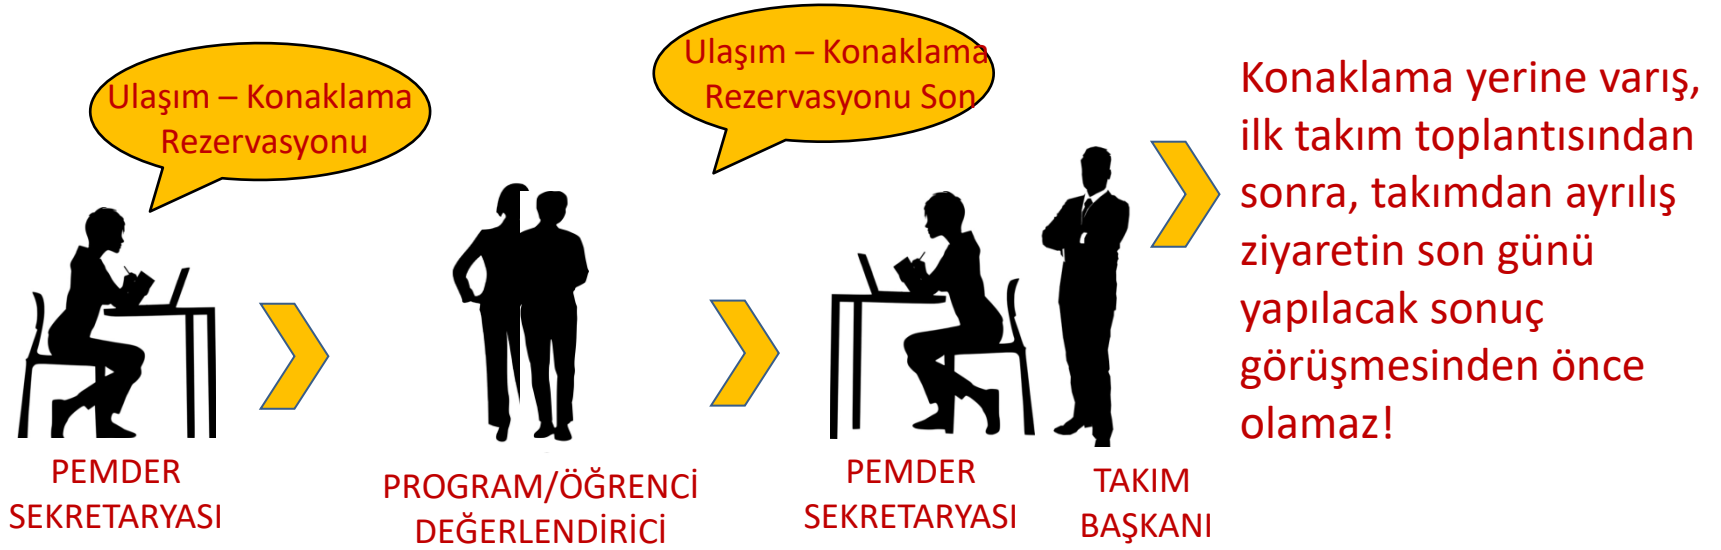 Ulaşım – Konaklama
Rezervasyonu
Ulaşım – Konaklama
Rezervasyonu Son
Konaklama yerine varış,
ilk takım toplantısından
sonra, takımdan ayrılış
ziyaretin son günü
yapılacak sonuç
görüşmesinden önce
olamaz!
PEMDER
SEKRETARYASI
PROGRAM/ÖĞRENCİ
DEĞERLENDİRİCİ
PEMDER
SEKRETARYASI
TAKIM
BAŞKANI